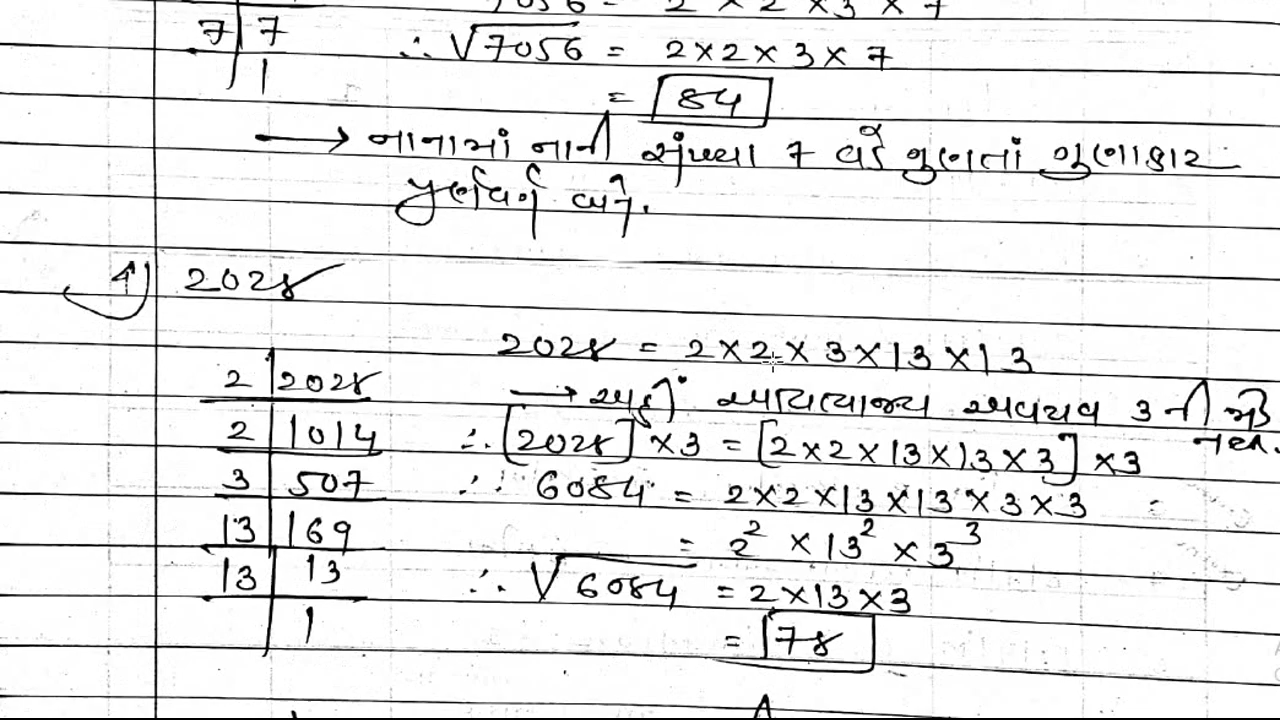 7 | 7
∴ √7056 = 2×2×3×7
1
= 84
→ નાનામાં નાની સંખ્યા 7 વડે ગુણતાં ગુણાકાર
પુર્ણવર્ગ બને.
4) 2028
2028 = 2×2×3×13×13
2 | 2028
→ અહીં અવિભાજ્ય અવયવ 3 ની
2 | 1014
∴ [2028]×3 = [2×2×13×13×3]×3
3 | 507
∴ 6084 = 2×2×13×13×3×3
13 | 169
= 2² × 13² × 3³
13 | 13
∴ √6084 = 2×13×3
1
= 78